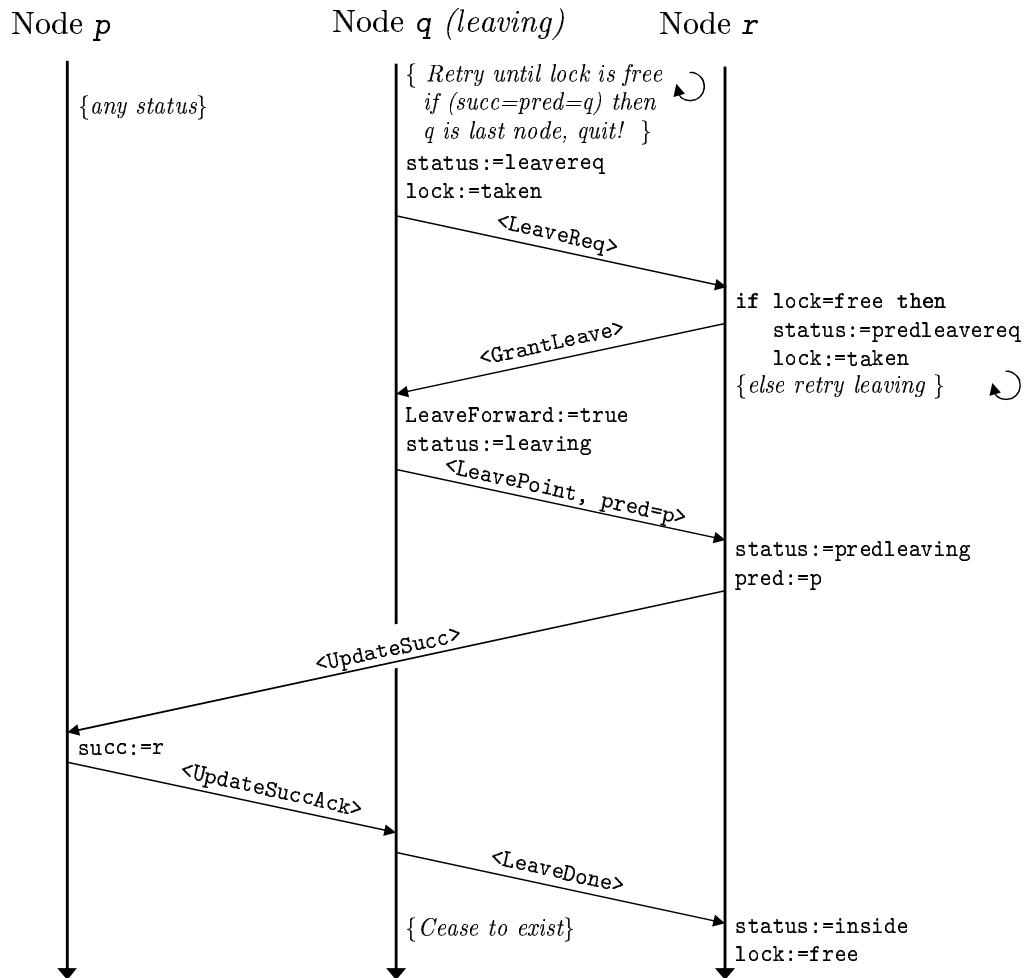 Node p
Node q (leaving)
Node r
{any status}
{ Retry until lock is free
if (succ=pred=q) then
q is last node, quit! }
status:=leavereq
lock:=taken
<LeaveReq>
if lock=free then
status:=predleavereq
lock:=taken
{else retry leaving }
<GrantLeave>
LeaveForward:=true
status:=leaving
<LeavePoint, pred=p>
status:=predleaving
pred:=p
<UpdateSucc>
succ:=r
<UpdateSuccAck>
<LeaveDone>
{Cease to exist}
status:=inside
lock:=free